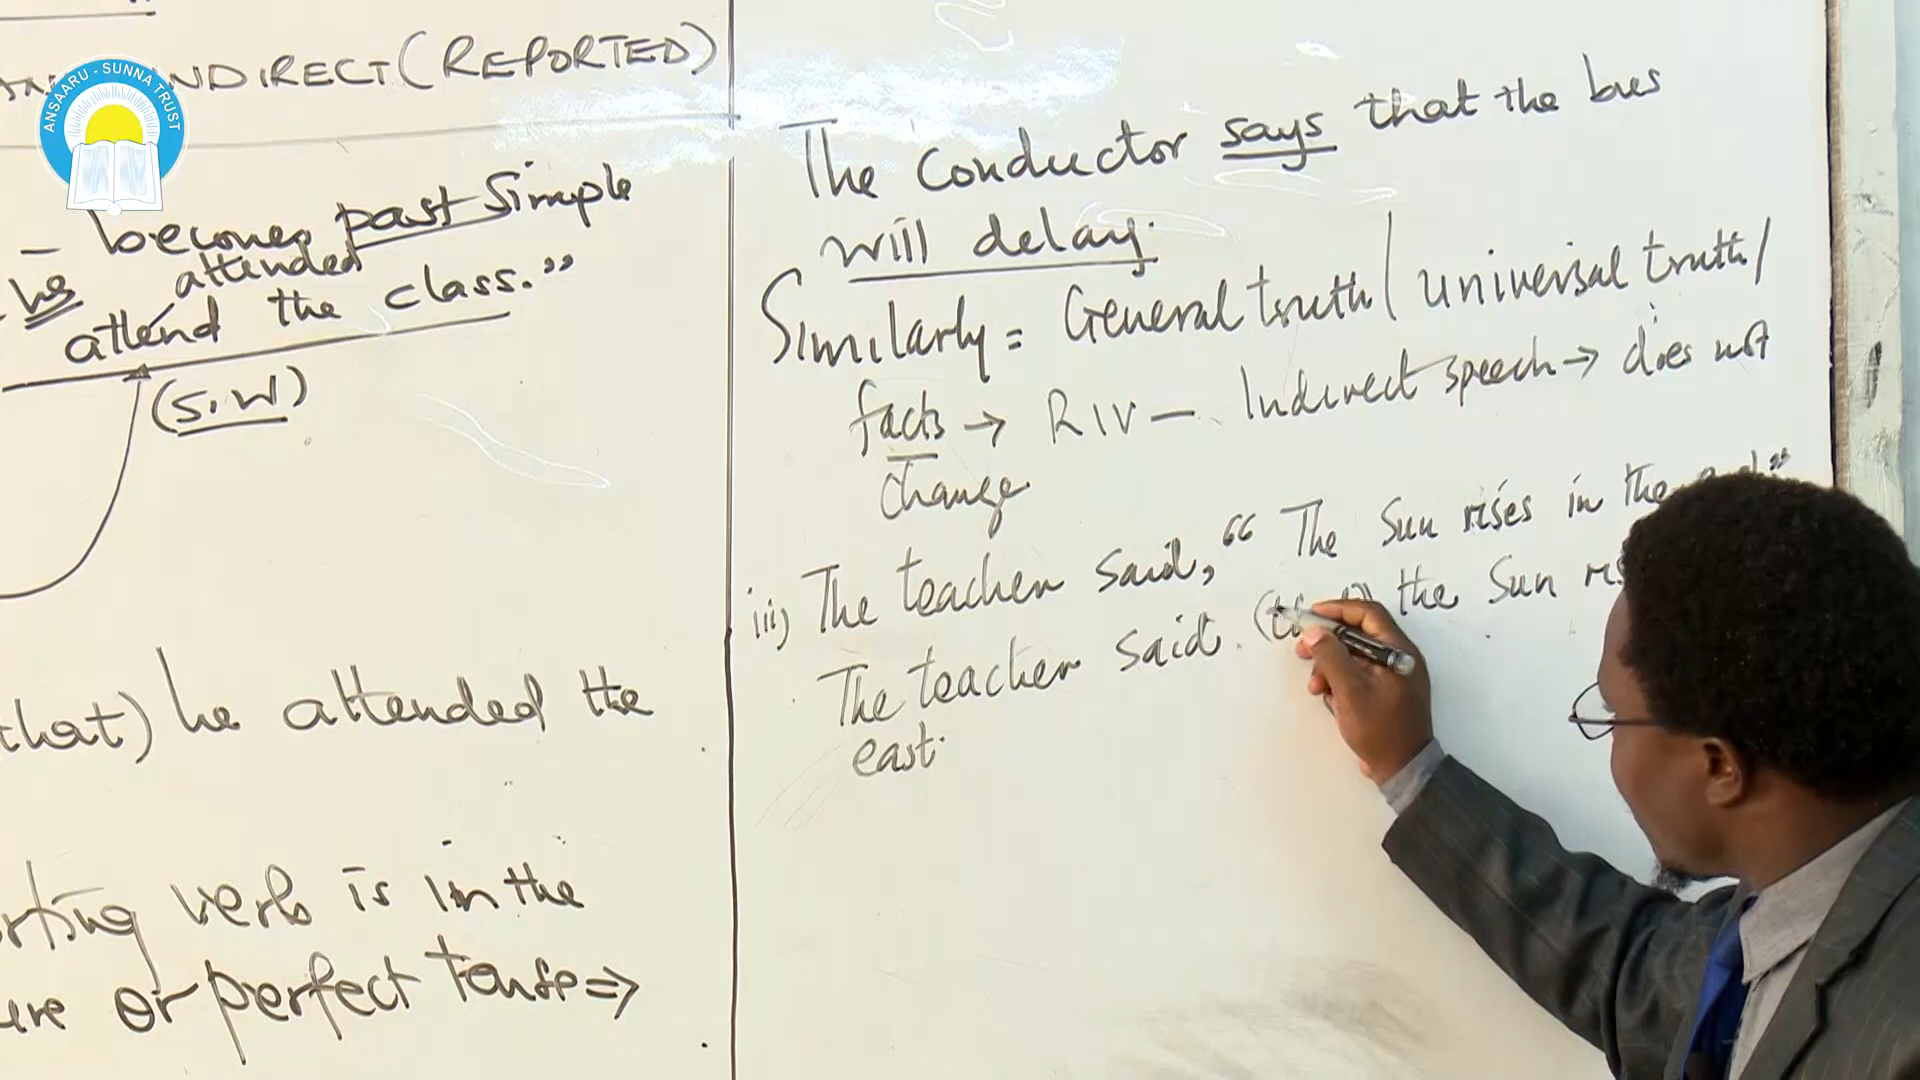 INDIRECT (REPORTED)
ANSAARU - SUNNA TRUST
– becomes past simple
attended
attend the class."
(S.W)
that) he attended the
orting verb is in the
ure or perfect tense ⇒
The conductor says that the bus
will delay.
Similarly = General truth / universal truth /
facts → RIV – Indirect speech → does not
change
iii) The teacher said, " The Sun rises in the
The teacher said. the Sun
east.